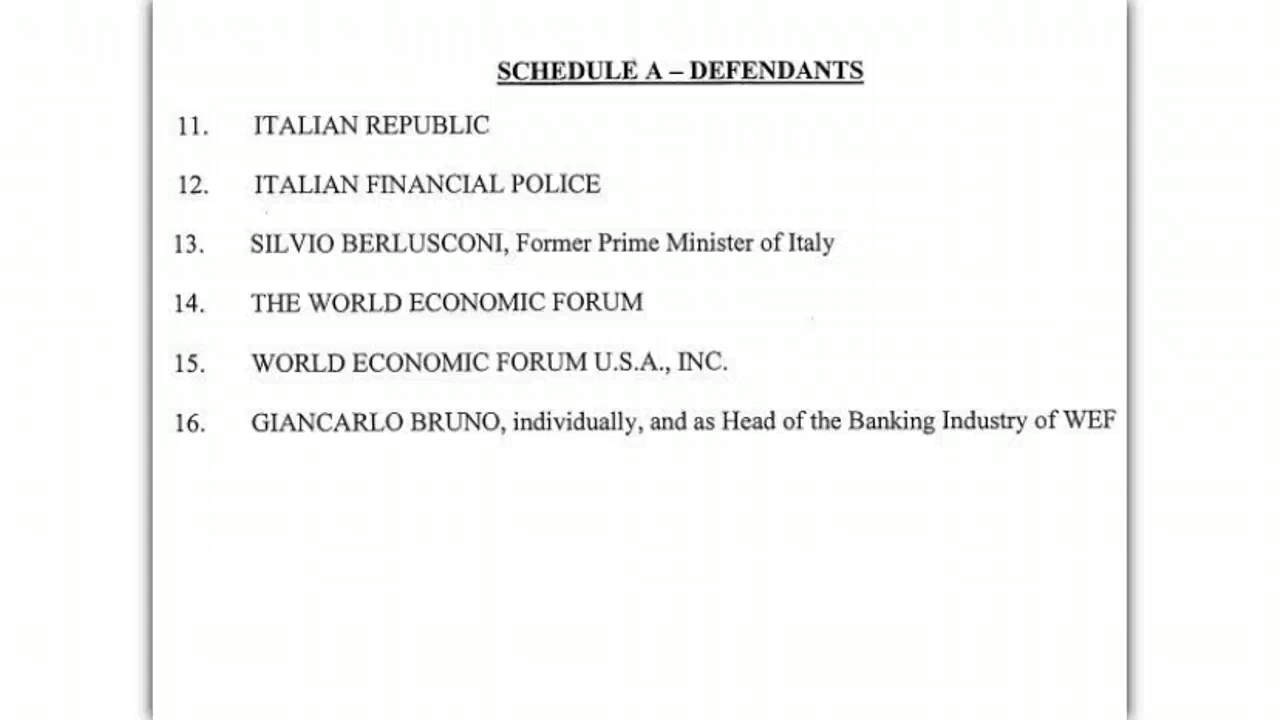 SCHEDULE A – DEFENDANTS
11. ITALIAN REPUBLIC
12. ITALIAN FINANCIAL POLICE
13. SILVIO BERLUSCONI, Former Prime Minister of Italy
14. THE WORLD ECONOMIC FORUM
15. WORLD ECONOMIC FORUM U.S.A., INC.
16. GIANCARLO BRUNO, individually, and as Head of the Banking Industry of WEF